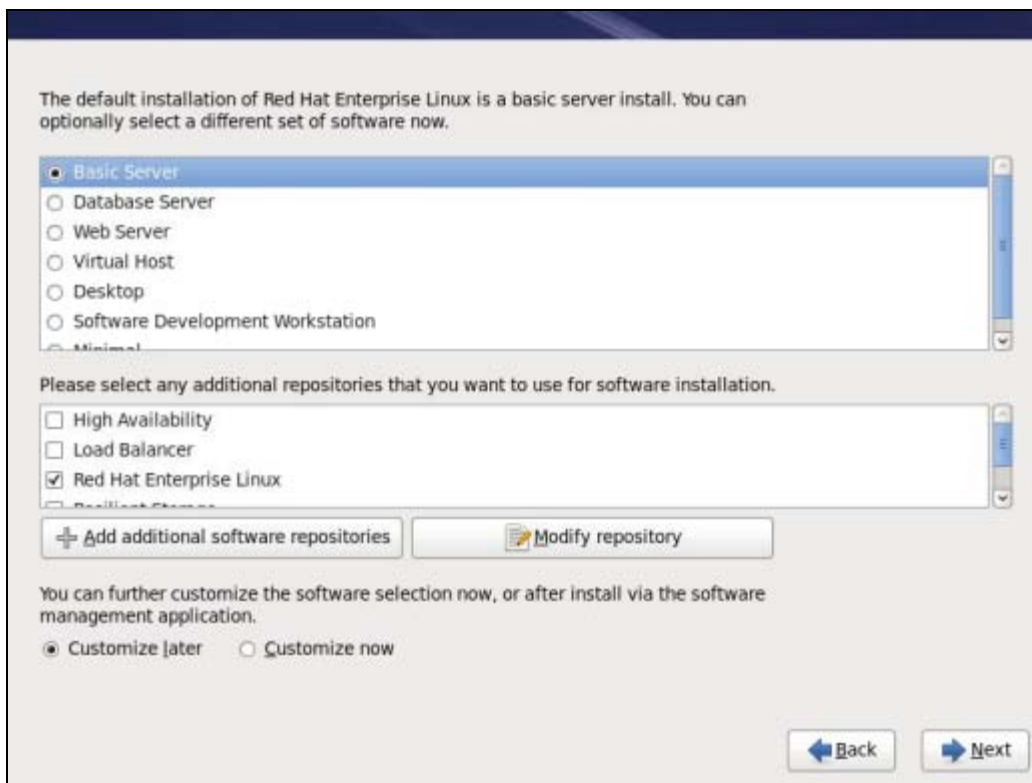 The default installation of Red Hat Enterprise Linux is a basic server install. You can
optionally select a different set of software now.
Basic Server
Database Server
Web Server
Virtual Host
Desktop
Software Development Workstation
Minimal
Please select any additional repositories that you want to use for software installation.
High Availability
Load Balancer
Red Hat Enterprise Linux
Resilient Storage
Add additional software repositories
Modify repository
You can further customize the software selection now, or after install via the software
management application.
Customize later
Customize now
Back
Next